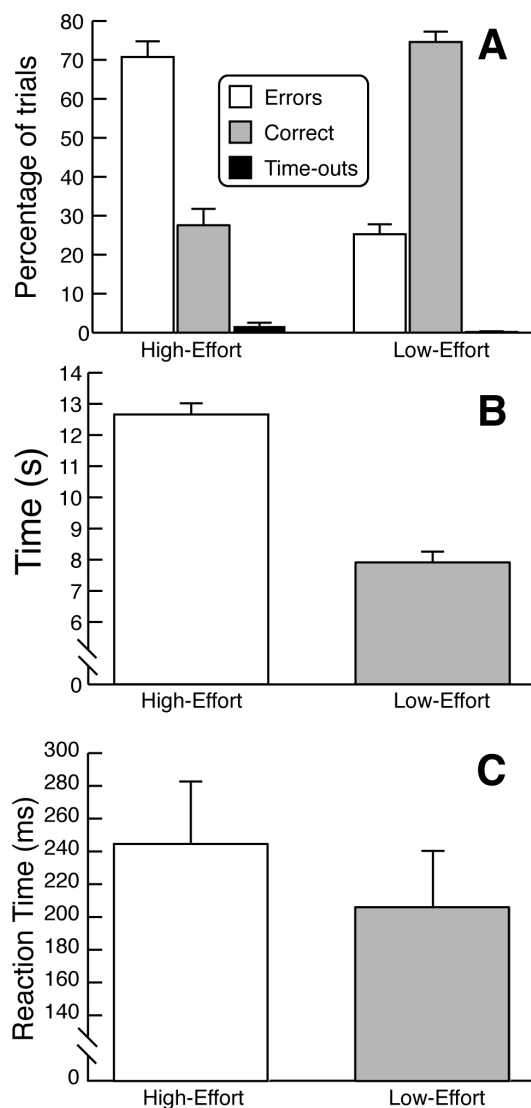 A
Percentage of trials
80
70
60
50
40
30
20
10
0
Errors
Correct
Time-outs
High-Effort
Low-Effort
B
Time (s)
14
13
12
11
10
9
8
7
6
0
High-Effort
Low-Effort
C
Reaction Time (ms)
300
280
260
240
220
200
180
160
140
0
High-Effort
Low-Effort